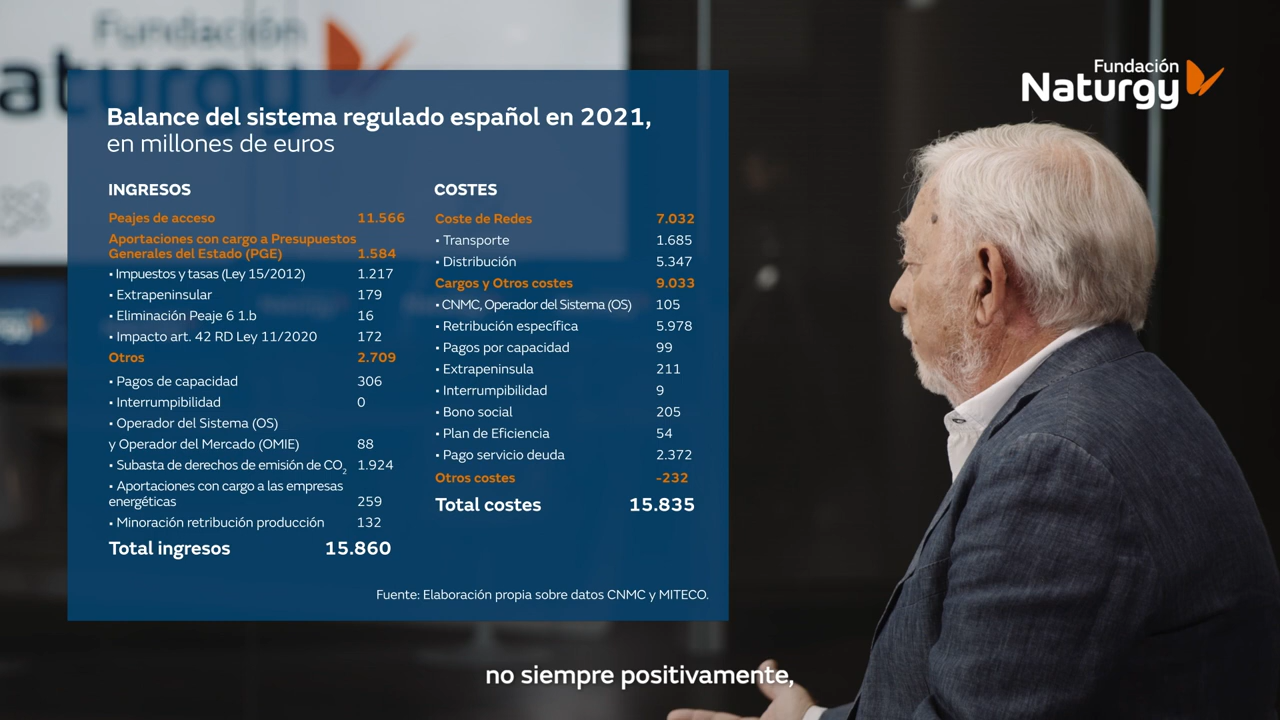 Fundación
Naturgy
Fundación
aturgy
Balance del sistema regulado español en 2021,
en millones de euros
INGRESOS
Peajes de acceso 11.566
Aportaciones con cargo a Presupuestos
Generales del Estado (PGE) 1.584
• Impuestos y tasas (Ley 15/2012) 1.217
• Extrapeninsular 179
• Eliminación Peaje 6 1.b 16
• Impacto art. 42 RD Ley 11/2020 172
Otros 2.709
• Pagos de capacidad 306
• Interrumpibilidad 0
• Operador del Sistema (OS)
y Operador del Mercado (OMIE) 88
• Subasta de derechos de emisión de CO₂ 1.924
• Aportaciones con cargo a las empresas
energéticas 259
• Minoración retribución producción 132
Total ingresos 15.860
COSTES
Coste de Redes 7.032
• Transporte 1.685
• Distribución 5.347
Cargos y Otros costes 9.033
• CNMC, Operador del Sistema (OS) 105
• Retribución específica 5.978
• Pagos por capacidad 99
• Extrapeninsula 211
• Interrumpibilidad 9
• Bono social 205
• Plan de Eficiencia 54
• Pago servicio deuda 2.372
Otros costes -232
Total costes 15.835
Fuente: Elaboración propia sobre datos CNMC y MITECO.
no siempre positivamente,